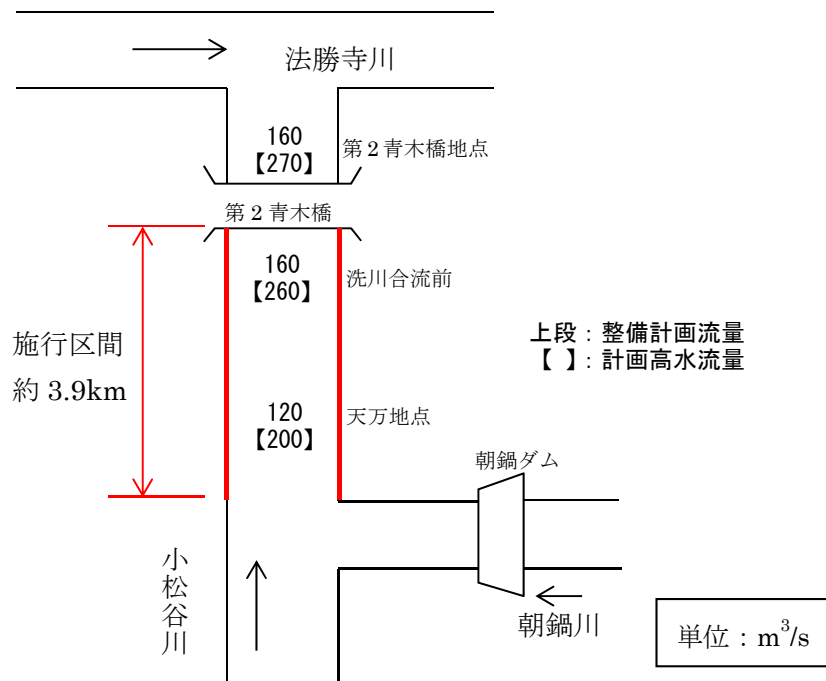 法勝寺川
160
【270】
第2青木橋地点
第2青木橋
160
【260】
洗川合流前
施行区間
約3.9km
上段：整備計画流量
【 】：計画高水流量
120
【200】
天万地点
朝鍋ダム
小松谷川
朝鍋川
単位：m³/s